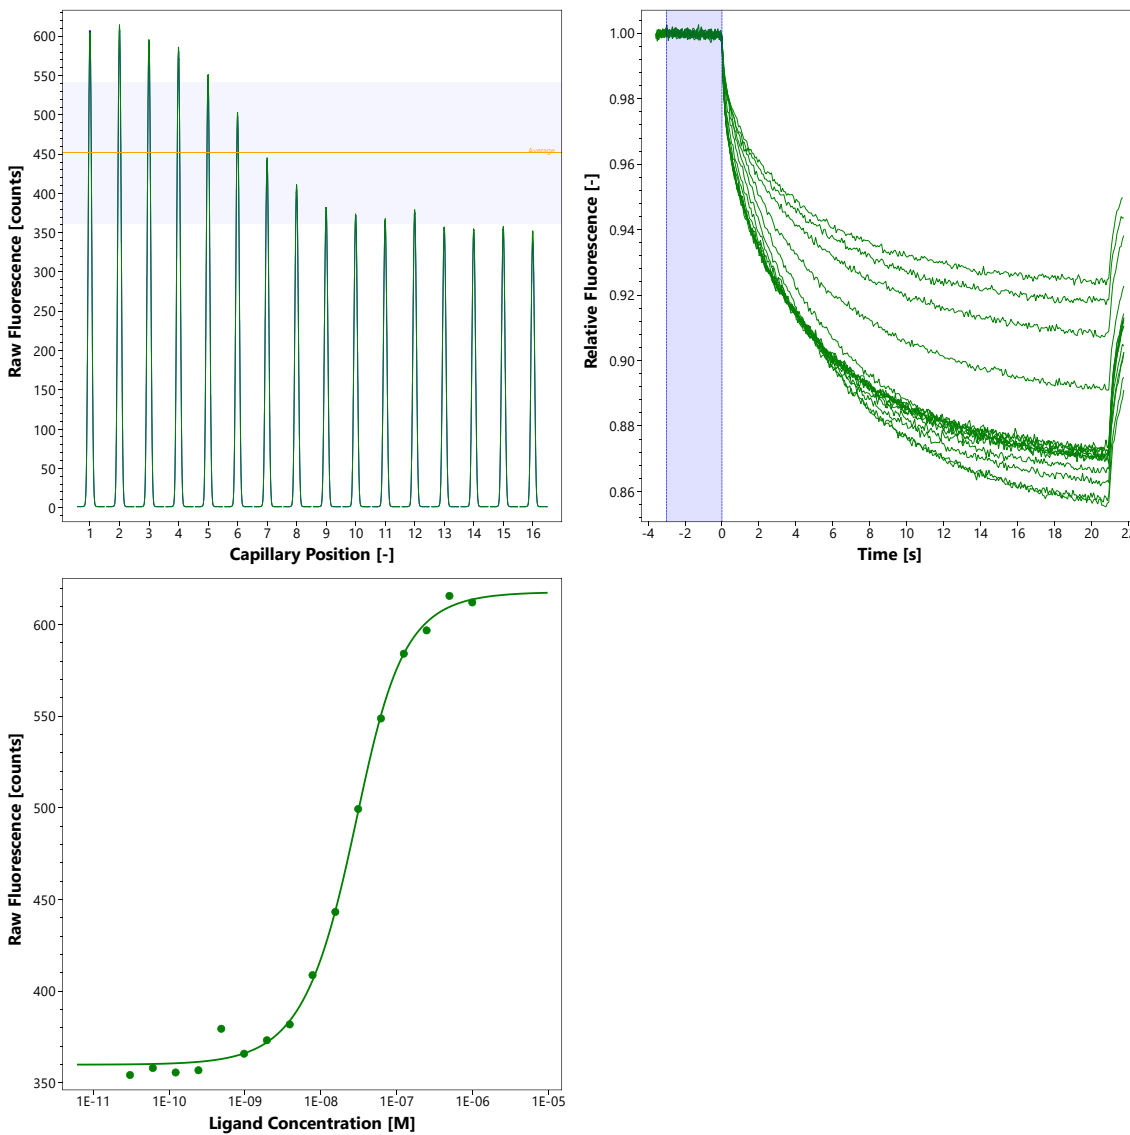 Raw Fluorescence [counts]
600
550
500
450
400
350
300
250
200
150
100
50
0
Average
1 2 3 4 5 6 7 8 9 10 11 12 13 14 15 16
Capillary Position [-]
Relative Fluorescence [-]
1.00
0.98
0.96
0.94
0.92
0.90
0.88
0.86
-4 -2 0 2 4 6 8 10 12 14 16 18 20 22
Time [s]
Raw Fluorescence [counts]
600
550
500
450
400
350
1E-11 1E-10 1E-09 1E-08 1E-07 1E-06 1E-05
Ligand Concentration [M]